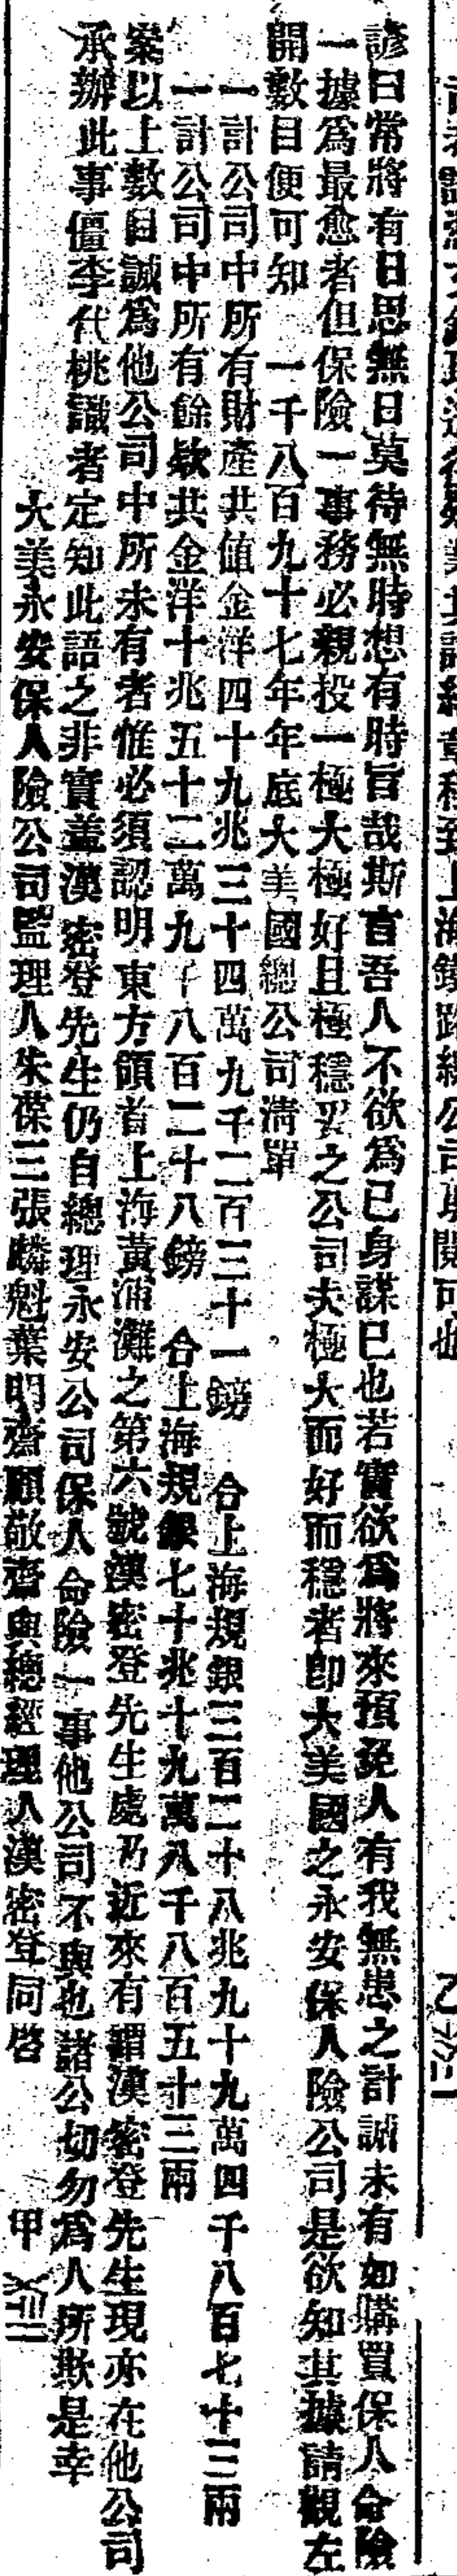 上海鐵路總公司取閱可也
諺曰常將有日思無日莫待無時想有時旨哉斯言吾人不欲爲己身謀已也若實欲爲將來預免人有我無患之計誠未有如購買保人命險
一據爲最愈者但保險一事務必親投一極大極好且極穩妥之公司夫極大而好而穩者即大美國之永安保人險公司是欲知其據請觀左
開數目便可知　一千八百九十七年年底大美國總公司清單
一計公司中所有財產共値金洋四十九兆三十四萬九千二百三十一鎊　合上海規銀三百二十八兆九十九萬四千八百七十三兩
一計公司中所有餘欵共金洋十兆五十二萬九千八百二十八鎊　合上海規銀七十兆十九萬八千八百五十三兩
案以上數目誠爲他公司中所未有者惟必須認明東方領首上海黃浦灘之第六號漢密登先生處乃近來有謂漢密登先生現亦在他公司
承辦此事僵李代桃識者定知此語之非實蓋漢密登先生仍自總理永安公司保人命險一事他公司不與也諸公切勿爲人所欺是幸
大美永安保人險公司監理人朱葆三張麟魁葉明齋顧敬齋與總經理人漢密登同啓　甲